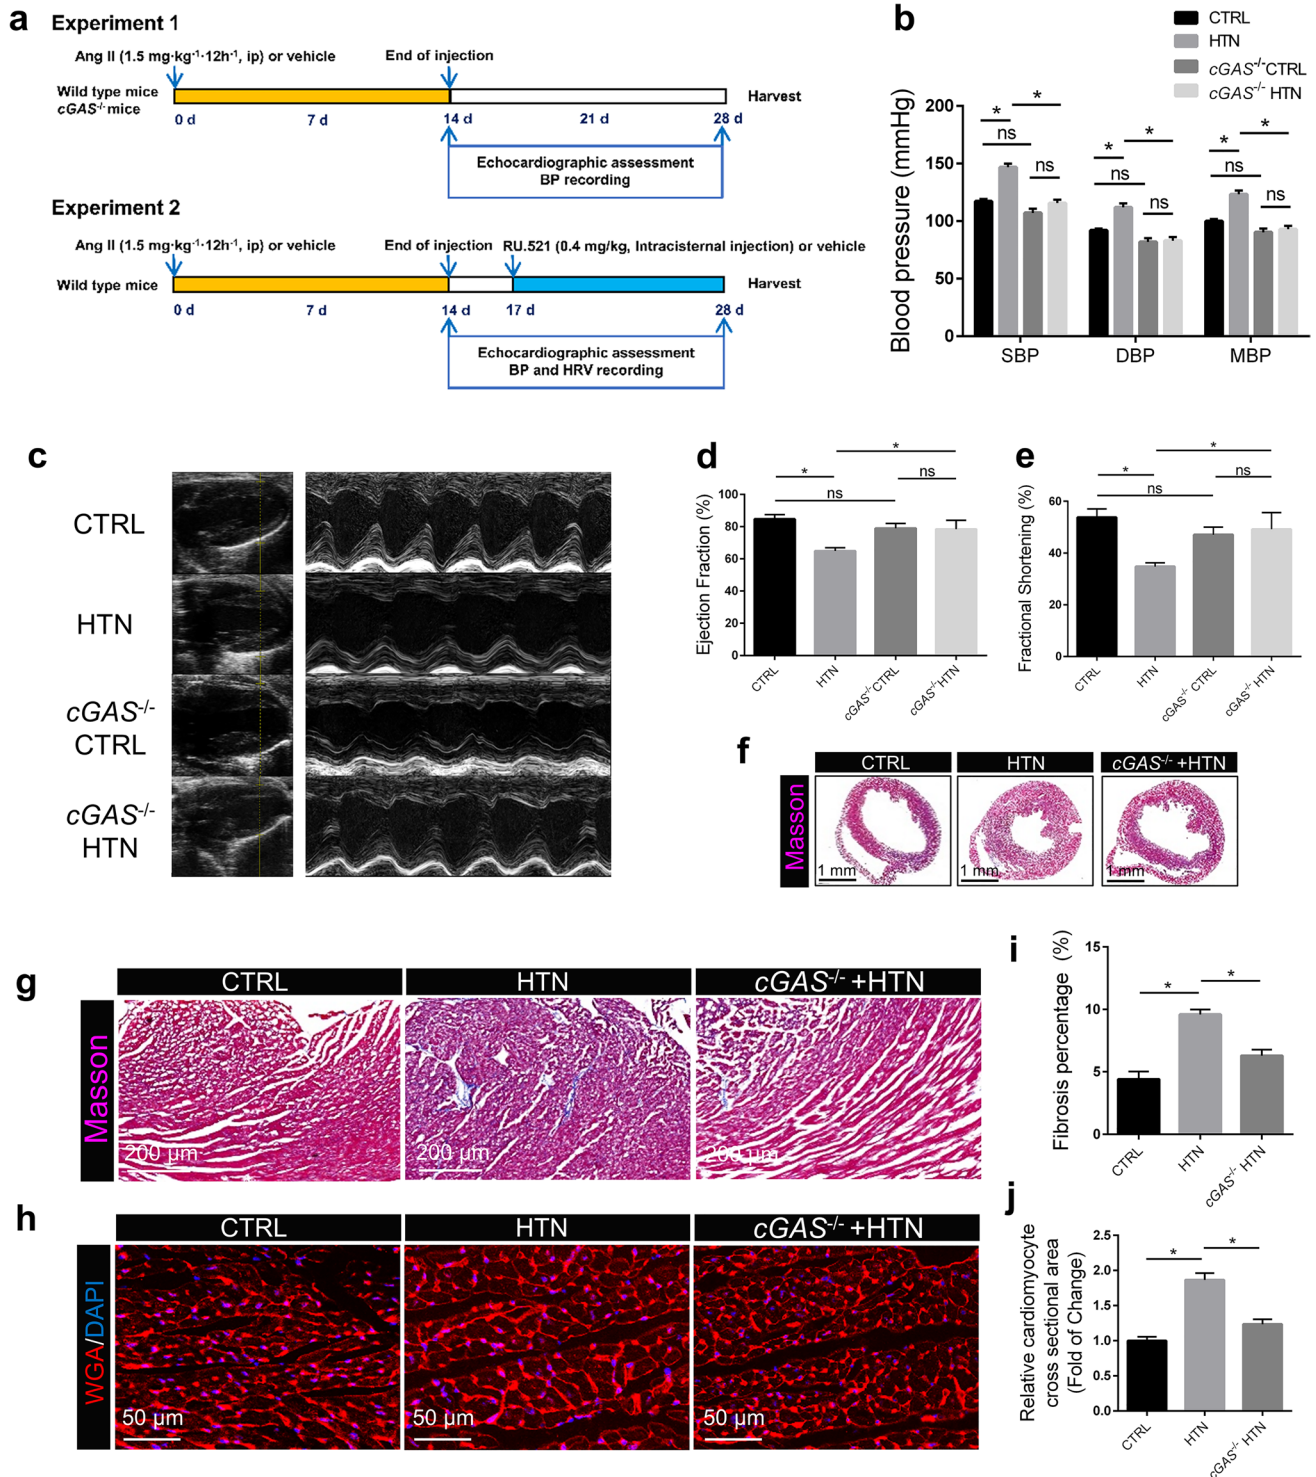 a
Experiment 1
Ang II (1.5 mg·kg-1·12h-1, ip) or vehicle
End of injection
Wild type mice
cGAS-/- mice
Harvest
0 d
7 d
14 d
21 d
28 d
Echocardiographic assessment
BP recording
Experiment 2
Ang II (1.5 mg·kg-1·12h-1, ip) or vehicle
End of injection
RU.521 (0.4 mg/kg, Intracisternal injection) or vehicle
Wild type mice
Harvest
0 d
7 d
14 d
17 d
28 d
Echocardiographic assessment
BP and HRV recording
b
CTRL
HTN
cGAS-/-CTRL
cGAS-/- HTN
Blood pressure (mmHg)
200
150
100
50
0
*
*
ns
ns
*
*
ns
ns
*
*
ns
ns
SBP
DBP
MBP
c
CTRL
HTN
cGAS-/-
CTRL
cGAS-/-
HTN
d
Ejection Fraction (%)
100
80
60
40
20
0
*
*
ns
ns
CTRL
HTN
cGAS-/- CTRL
cGAS-/- HTN
e
Fractional Shortening (%)
60
40
20
0
*
*
ns
ns
CTRL
HTN
cGAS-/- CTRL
cGAS-/- HTN
f
CTRL
HTN
cGAS-/- +HTN
Masson
1 mm
1 mm
1 mm
g
CTRL
HTN
cGAS-/- +HTN
Masson
200 µm
200 µm
200 µm
h
CTRL
HTN
cGAS-/- +HTN
WGA/DAPI
50 µm
50 µm
50 µm
i
Fibrosis percentage (%)
15
10
5
0
*
*
CTRL
HTN
cGAS-/- HTN
j
Relative cardiomyocyte
cross sectional area
(Fold of Change)
2.5
2.0
1.5
1.0
0.5
0.0
*
*
CTRL
HTN
cGAS-/- HTN